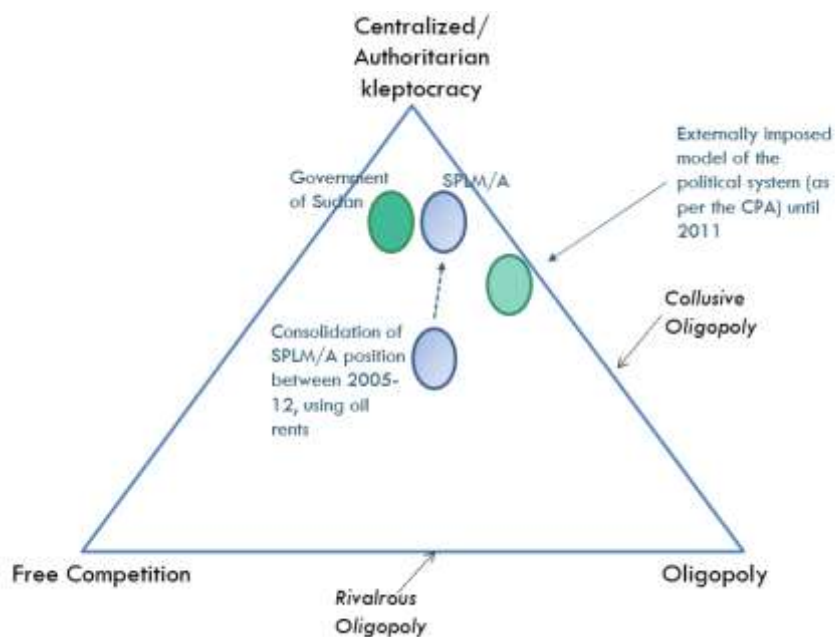 Centralized/
Authoritarian
kleptocracy
Externally imposed
model of the
political system (as
per the CPA) until
2011
Government
of Sudan
SPLM/A
Collusive
Oligopoly
Consolidation of
SPLM/A position
between 2005-
12, using oil
rents
Free Competition
Oligopoly
Rivalrous
Oligopoly